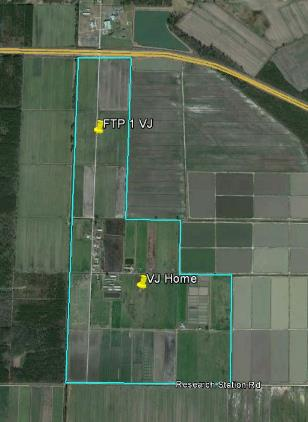 FTP 1 VJ
VJ Home
Research Station Rd